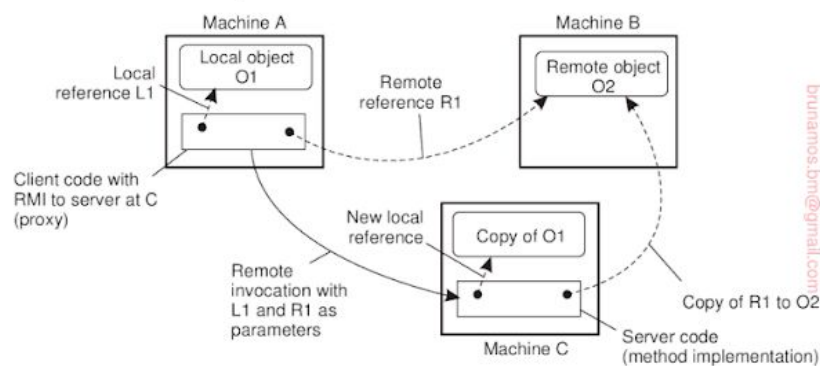 Machine A
Machine B
Local object
O1
Local
reference L1
Remote
reference R1
Remote object
O2
Client code with
RMI to server at C
(proxy)
New local
reference
Copy of O1
Remote
invocation with
L1 and R1 as
parameters
Copy of R1 to O2
Server code
(method implementation)
Machine C
brunamos.bm@gmail.com